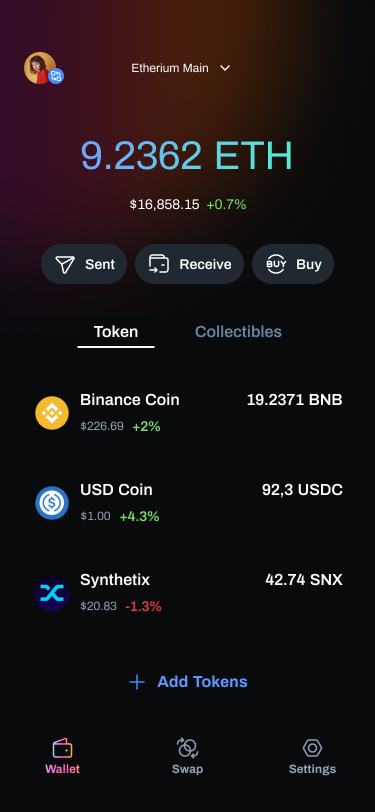 Etherium Main
9.2362 ETH
$16,858.15 +0.7%
Sent
Receive
BUY Buy
Token
Collectibles
Binance Coin
19.2371 BNB
$226.69 +2%
USD Coin
92,3 USDC
$1.00 +4.3%
Synthetix
42.74 SNX
$20.83 -1.3%
Add Tokens
Wallet
Swap
Settings